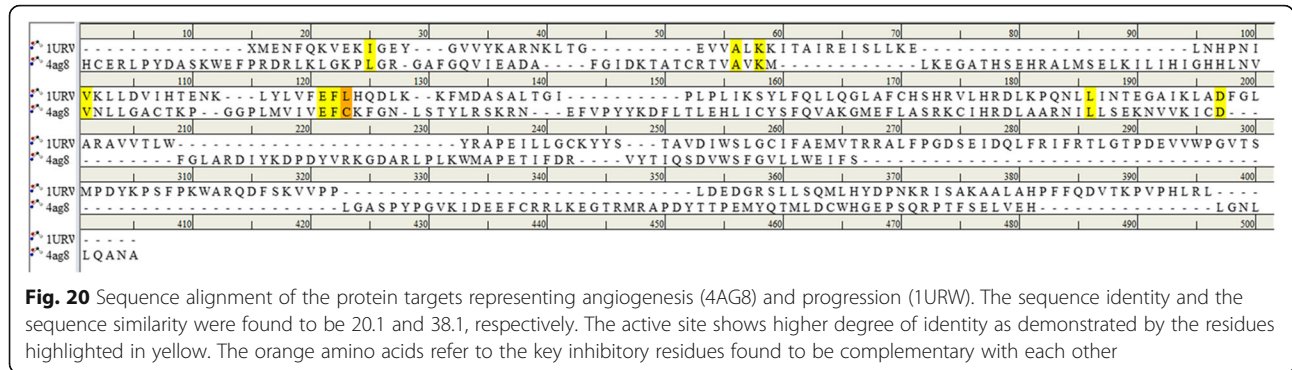 10 20 30 40 50 60 70 80 90 100
1URV --------------XMENFQKVEKIGEY---GVVYKARNKLTG---------EVVALKKITAIREISLLKE-----------------------LNHPNI
4ag8 HCERLPYDASKWEFPRDRLKLGKPLGR-GAFGQVIEADA----FGIDKTATCRTVAVKM------------LKEGATHSEHRALMSELKILIHIGHHLNV
110 120 130 140 150 160 170 180 190 200
1URV VKLLDVIHTENK---LYLVFEFLHQDLK--KFMDASALTGI----------PLPLIKSYLFQLLQGLAFCHSHRVLHRDLKPQNLLINTEGAIKLADFGL
4ag8 VNLLGACTKP--GGPLMVIVEFCKFGN-LSTYLRSKRN---EFVPYYKDFLTLEHLICYSFQVAKGMEFLASRKCIHRDLAARNILLSEKNVVKICD---
210 220 230 240 250 260 270 280 290 300
1URV ARAVVTLW------------------------YRAPEILLGCKYYS---TAVDIWSLGCIFAEMVTRRALFPGDSEIDQLFRIFRTLGTPDEVVWPGVTS
4ag8 --------FGLARDIYKDPDYVRKGDARLPLKWMAPETIFDR----VYTIQSDVWSFGVLLWEIFS----------------------------------
310 320 330 340 350 360 370 380 390 400
1URV MPDYKPSFPKWARQDFSKVVPP------------------------------LDEDGRSLLSQMLHYDPNKRISAKAALAHPFFQDVTKPVPHLRL----
4ag8 ----------------------LGASPYPGVKIDEEFCRRLKEGTRMRAPDYTTPEMYQTMLDCWHGEPSQRPTFSELVEH---------------LGNL
410 420 430 440 450 460 470 480 490 500
1URV -----
4ag8 LQANA
Fig. 20 Sequence alignment of the protein targets representing angiogenesis (4AG8) and progression (1URW). The sequence identity and the
sequence similarity were found to be 20.1 and 38.1, respectively. The active site shows higher degree of identity as demonstrated by the residues
highlighted in yellow. The orange amino acids refer to the key inhibitory residues found to be complementary with each other